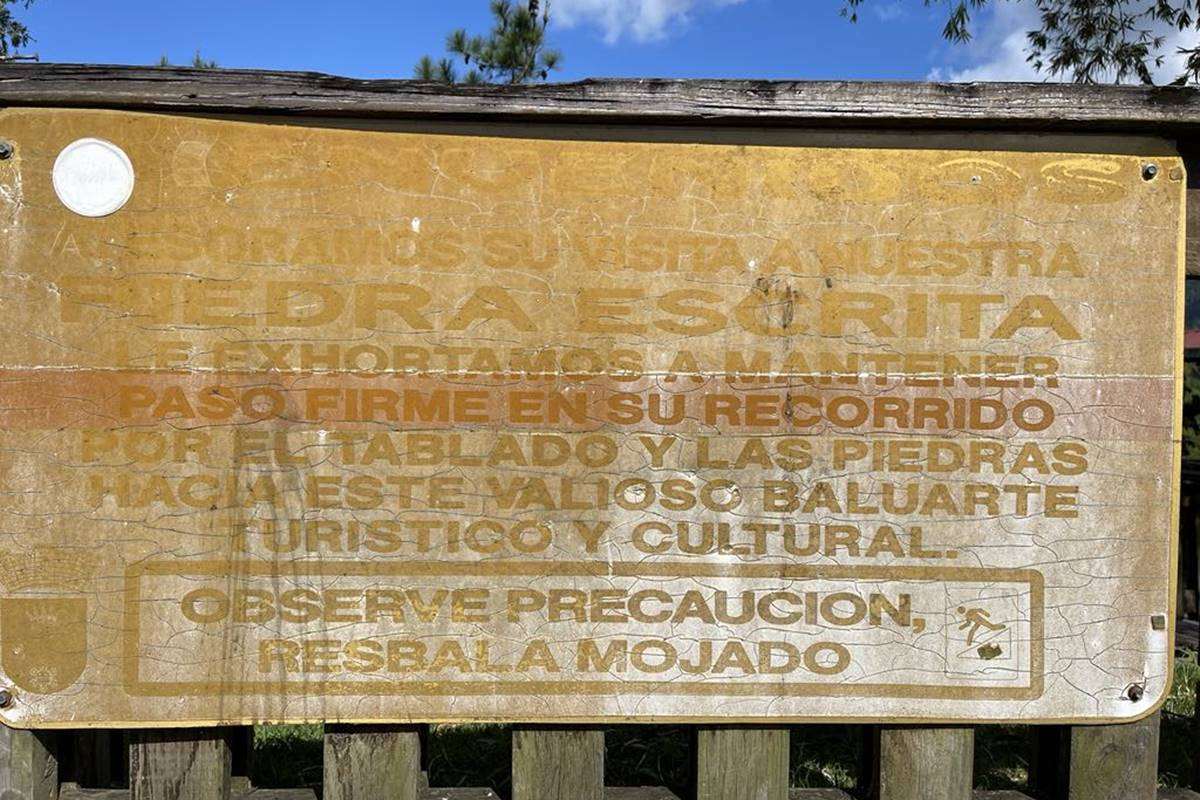 ASESORAMOS SU VISITA A NUESTRA
PIEDRA ESCRITA
LE EXHORTAMOS A MANTENER
PASO FIRME EN SU RECORRIDO
POR EL TABLADO Y LAS PIEDRAS
HACIA ESTE VALIOSO BALUARTE
TURISTICO Y CULTURAL.
OBSERVE PRECAUCION,
RESBALA MOJADO